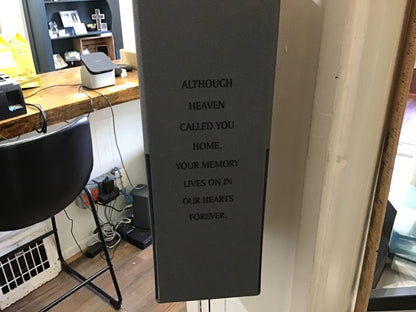 ALTHOUGH
HEAVEN
CALLED YOU
HOME,
YOUR MEMORY
LIVES ON IN
OUR HEARTS
FOREVER.